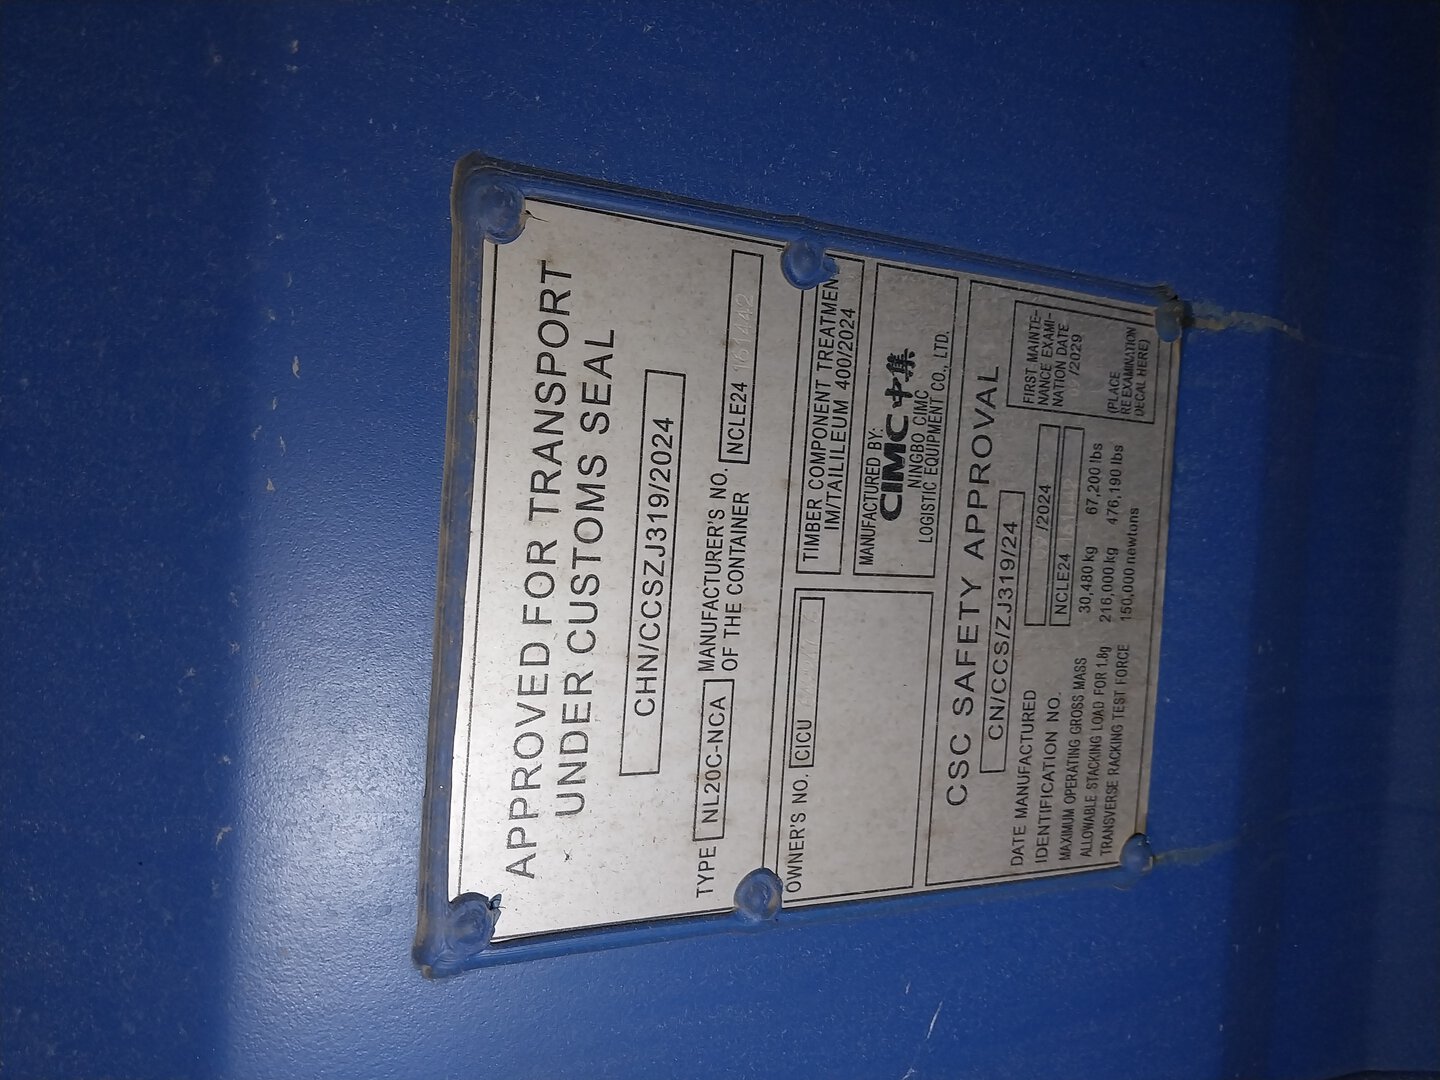 APPROVED FOR TRANSPORT
UNDER CUSTOMS SEAL
CHN/CCSZJ319/2024
TYPE NL20C-NCA MANUFACTURER'S NO. OF THE CONTAINER NCLE24
OWNER'S NO. CICU
TIMBER COMPONENT TREATMENT
IM/TAILILEUM 400/2024
MANUFACTURED BY:
CIMC 中集
NINGBO CIMC
LOGISTIC EQUIPMENT CO., LTD.
CSC SAFETY APPROVAL
CN/CCS/ZJ319/24
DATE MANUFACTURED /2024
IDENTIFICATION NO. NCLE24
MAXIMUM OPERATING GROSS MASS 30,480 kg 67,200 lbs
ALLOWABLE STACKING LOAD FOR 1.8g 216,000 kg 476,190 lbs
TRANSVERSE RACKING TEST FORCE 150,000 newtons
FIRST MAINTE-
NANCE EXAMI-
NATION DATE
/2029
(PLACE
RE EXAMINATION
DECAL HERE)